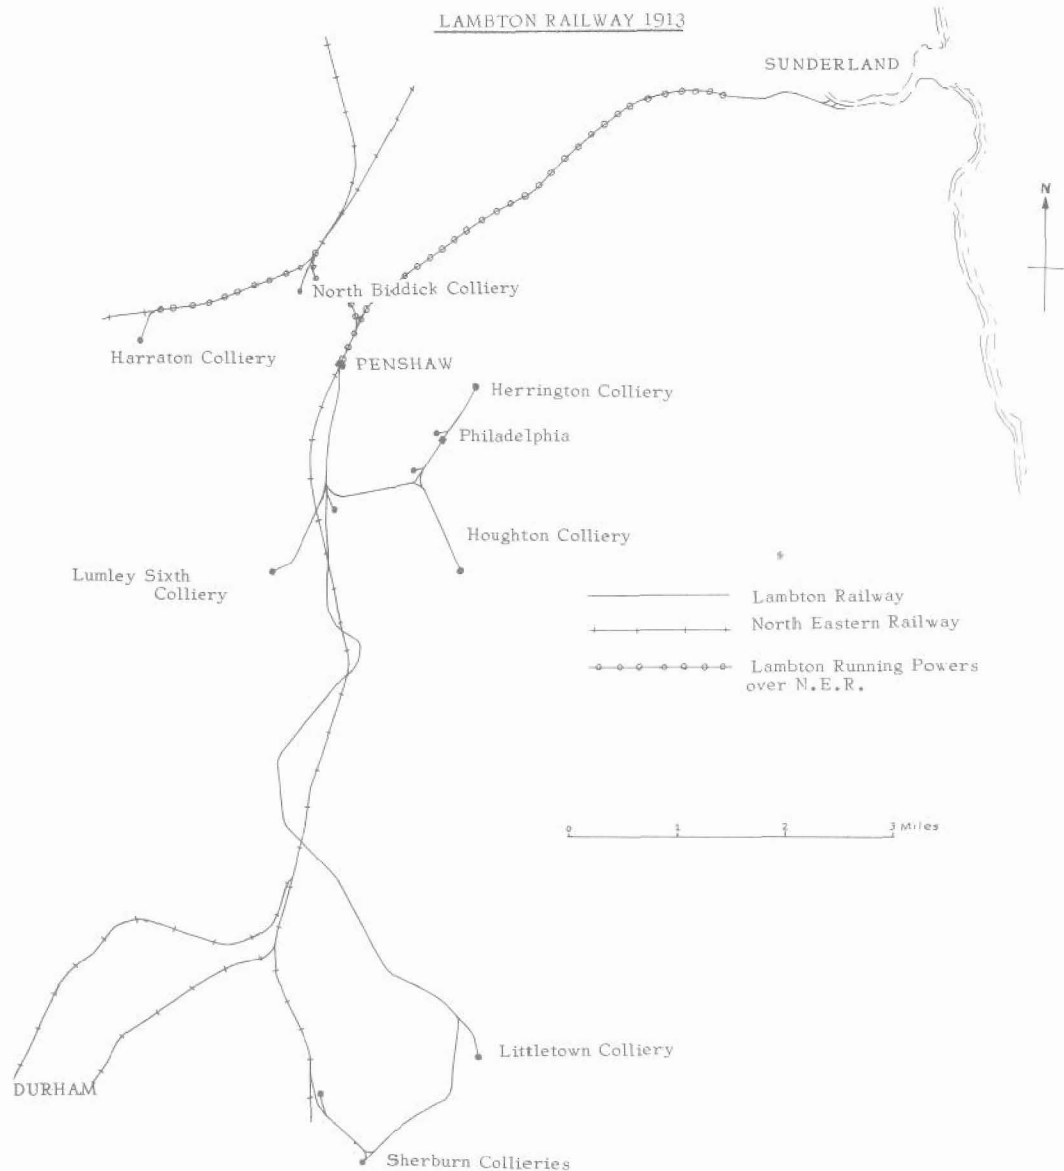 LAMBTON RAILWAY 1913
SUNDERLAND
N
North Biddick Colliery
Harraton Colliery
PENSHAW
Herrington Colliery
Philadelphia
Houghton Colliery
Lumley Sixth
Colliery
Lambton Railway
North Eastern Railway
Lambton Running Powers
over N.E.R.
0 1 2 3 Miles
Littletown Colliery
DURHAM
Sherburn Collieries